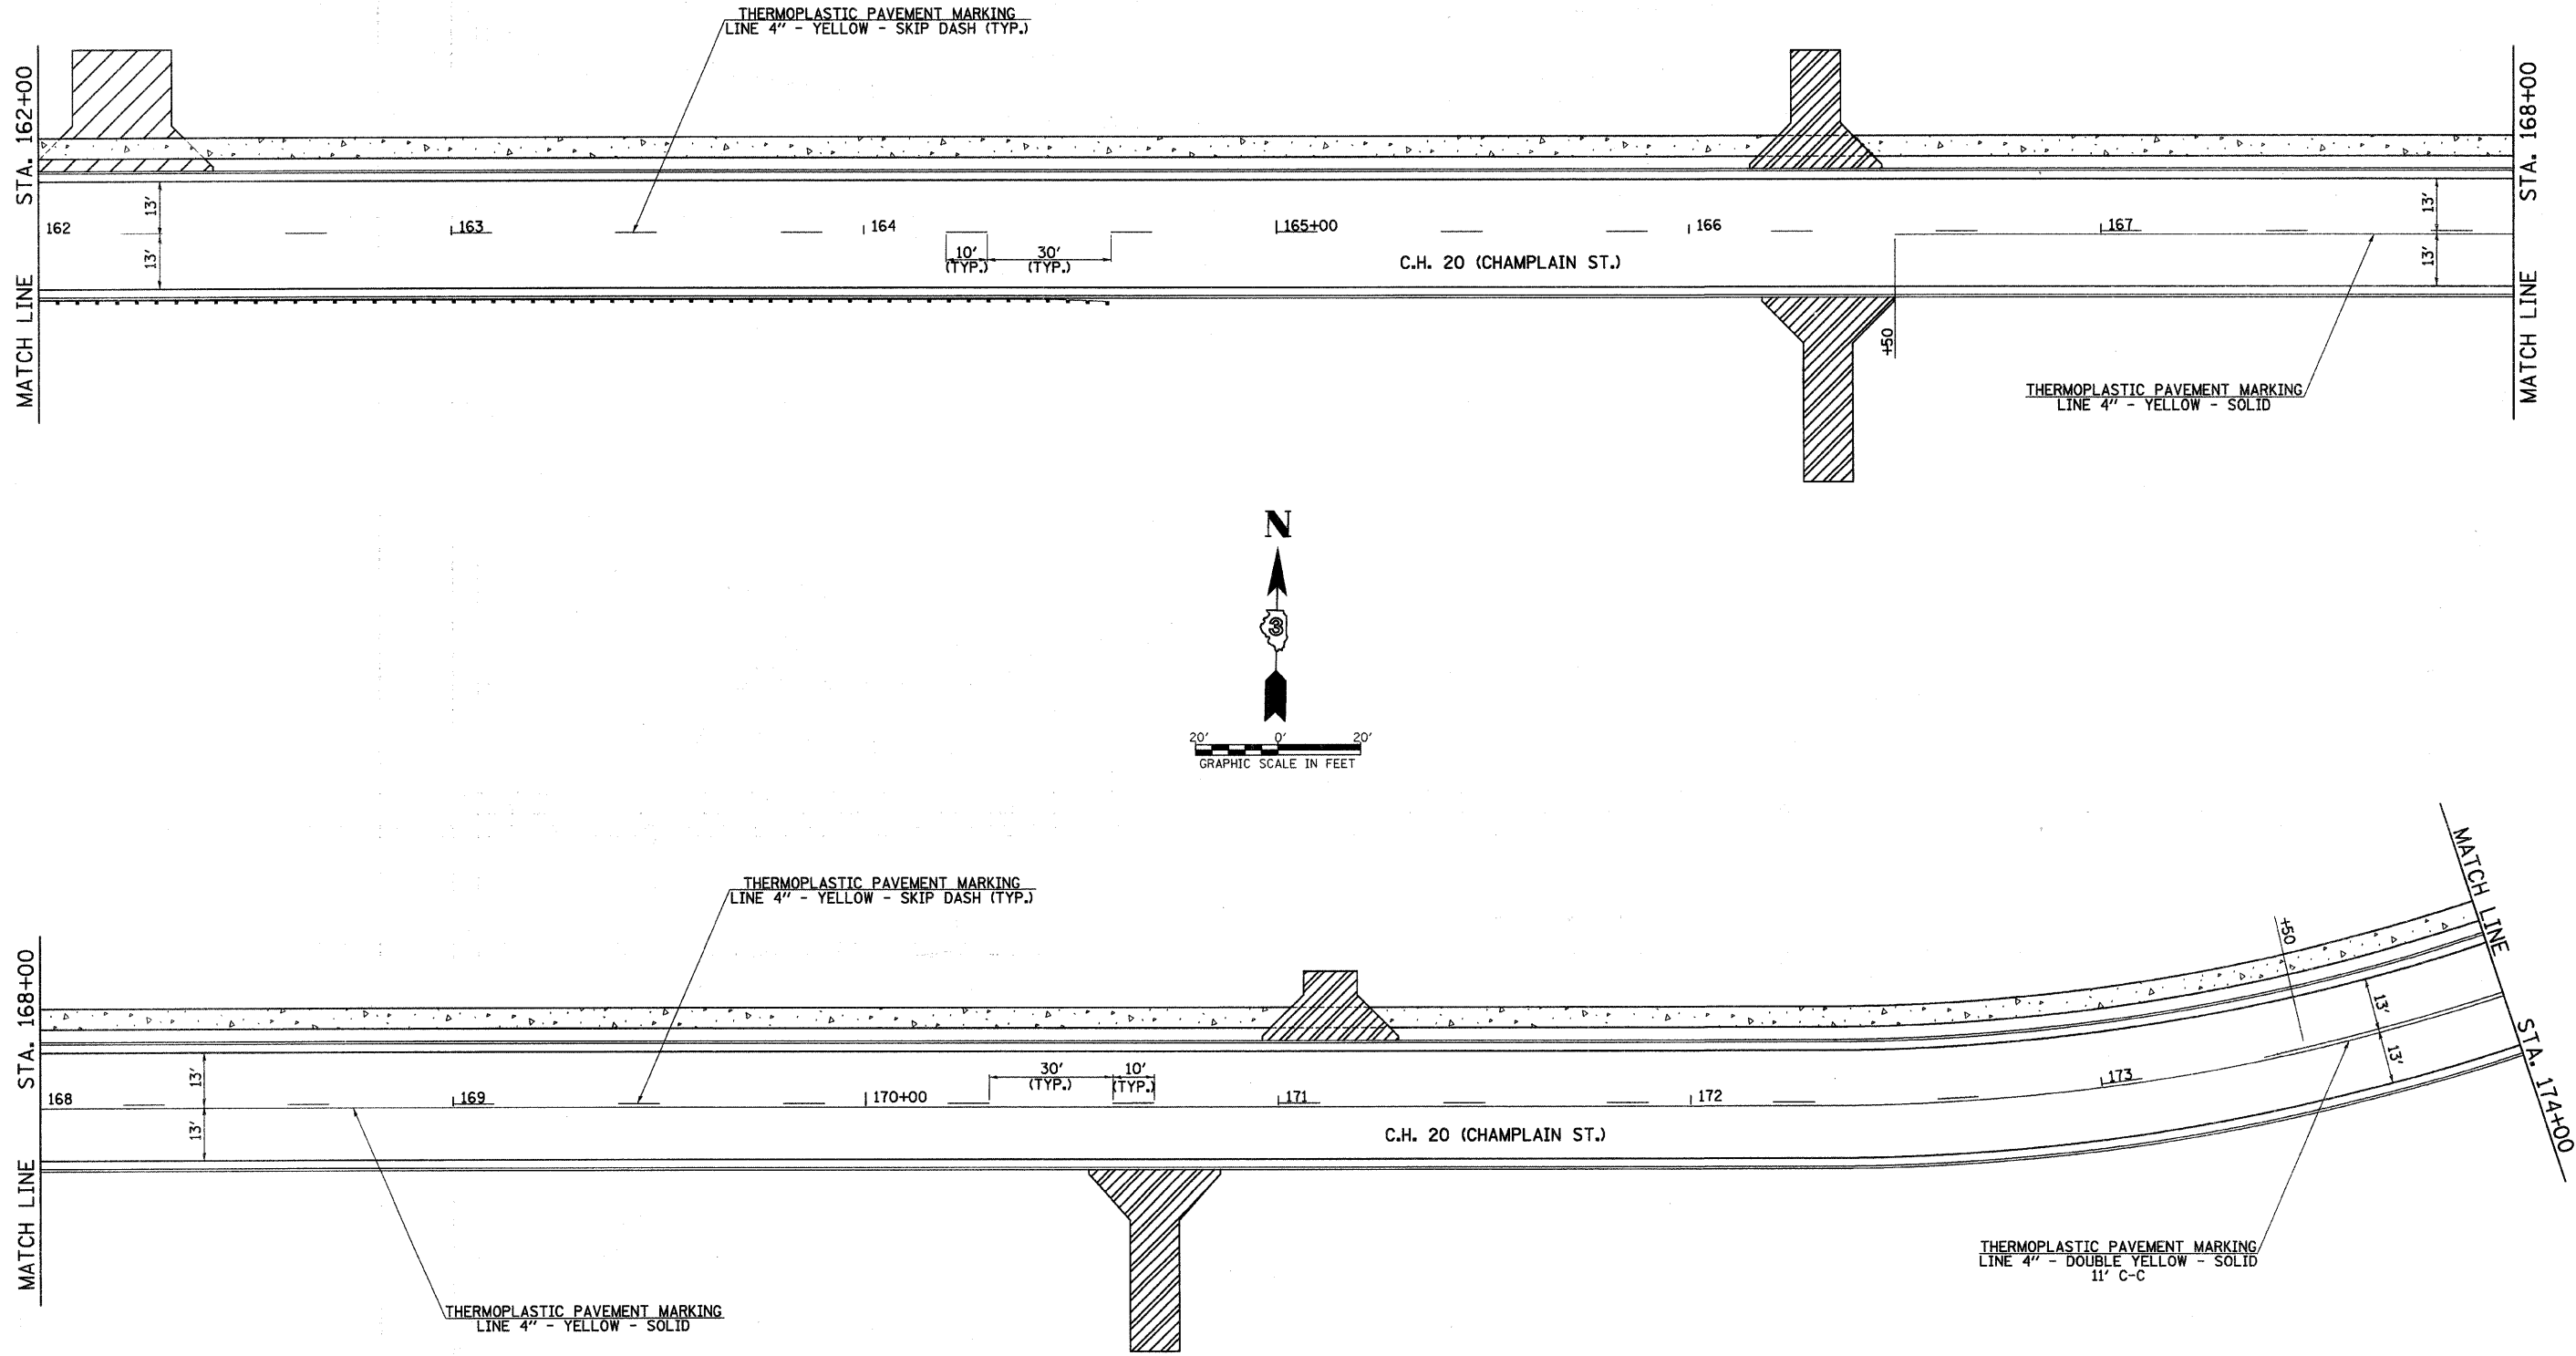 THERMOPLASTIC PAVEMENT MARKING
LINE 4" - YELLOW - SKIP DASH (TYP.)
MATCH LINE STA. 162+00
MATCH LINE STA. 168+00
162
13'
13'
163
164
10'
(TYP.)
30'
(TYP.)
165+00
C.H. 20 (CHAMPLAIN ST.)
166
+50
167
13'
13'
THERMOPLASTIC PAVEMENT MARKING
LINE 4" - YELLOW - SOLID
N
3
20' 0' 20'
GRAPHIC SCALE IN FEET
THERMOPLASTIC PAVEMENT MARKING
LINE 4" - YELLOW - SKIP DASH (TYP.)
MATCH LINE STA. 168+00
MATCH LINE STA. 174+00
168
13'
13'
169
170+00
30'
(TYP.)
10'
(TYP.)
171
C.H. 20 (CHAMPLAIN ST.)
172
173
+50
13'
13'
THERMOPLASTIC PAVEMENT MARKING
LINE 4" - DOUBLE YELLOW - SOLID
11' C-C
THERMOPLASTIC PAVEMENT MARKING
LINE 4" - YELLOW - SOLID